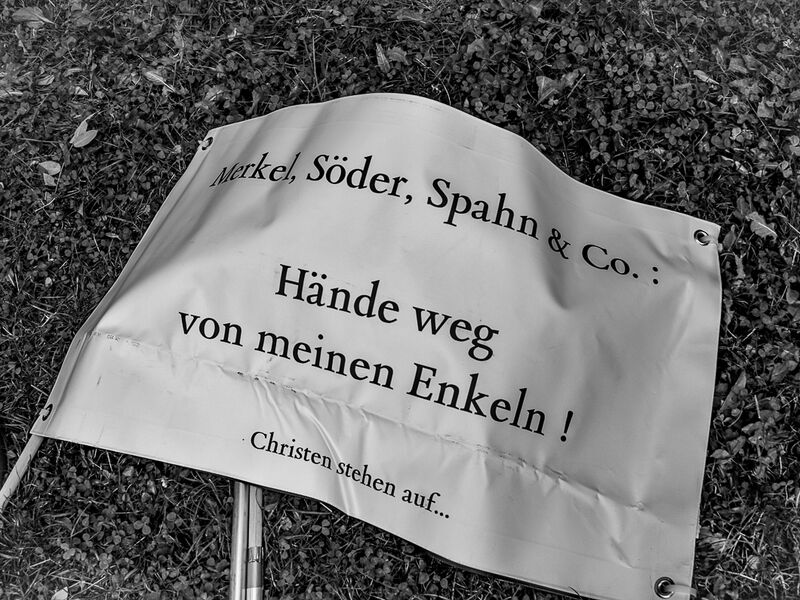 Merkel, Söder, Spahn & Co. :
Hände weg
von meinen Enkeln !
Christen stehen auf...